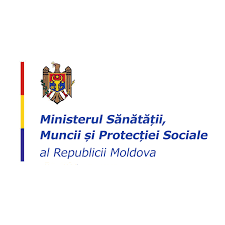 Ministerul Sănătății,
Muncii și Protecției Sociale
al Republicii Moldova